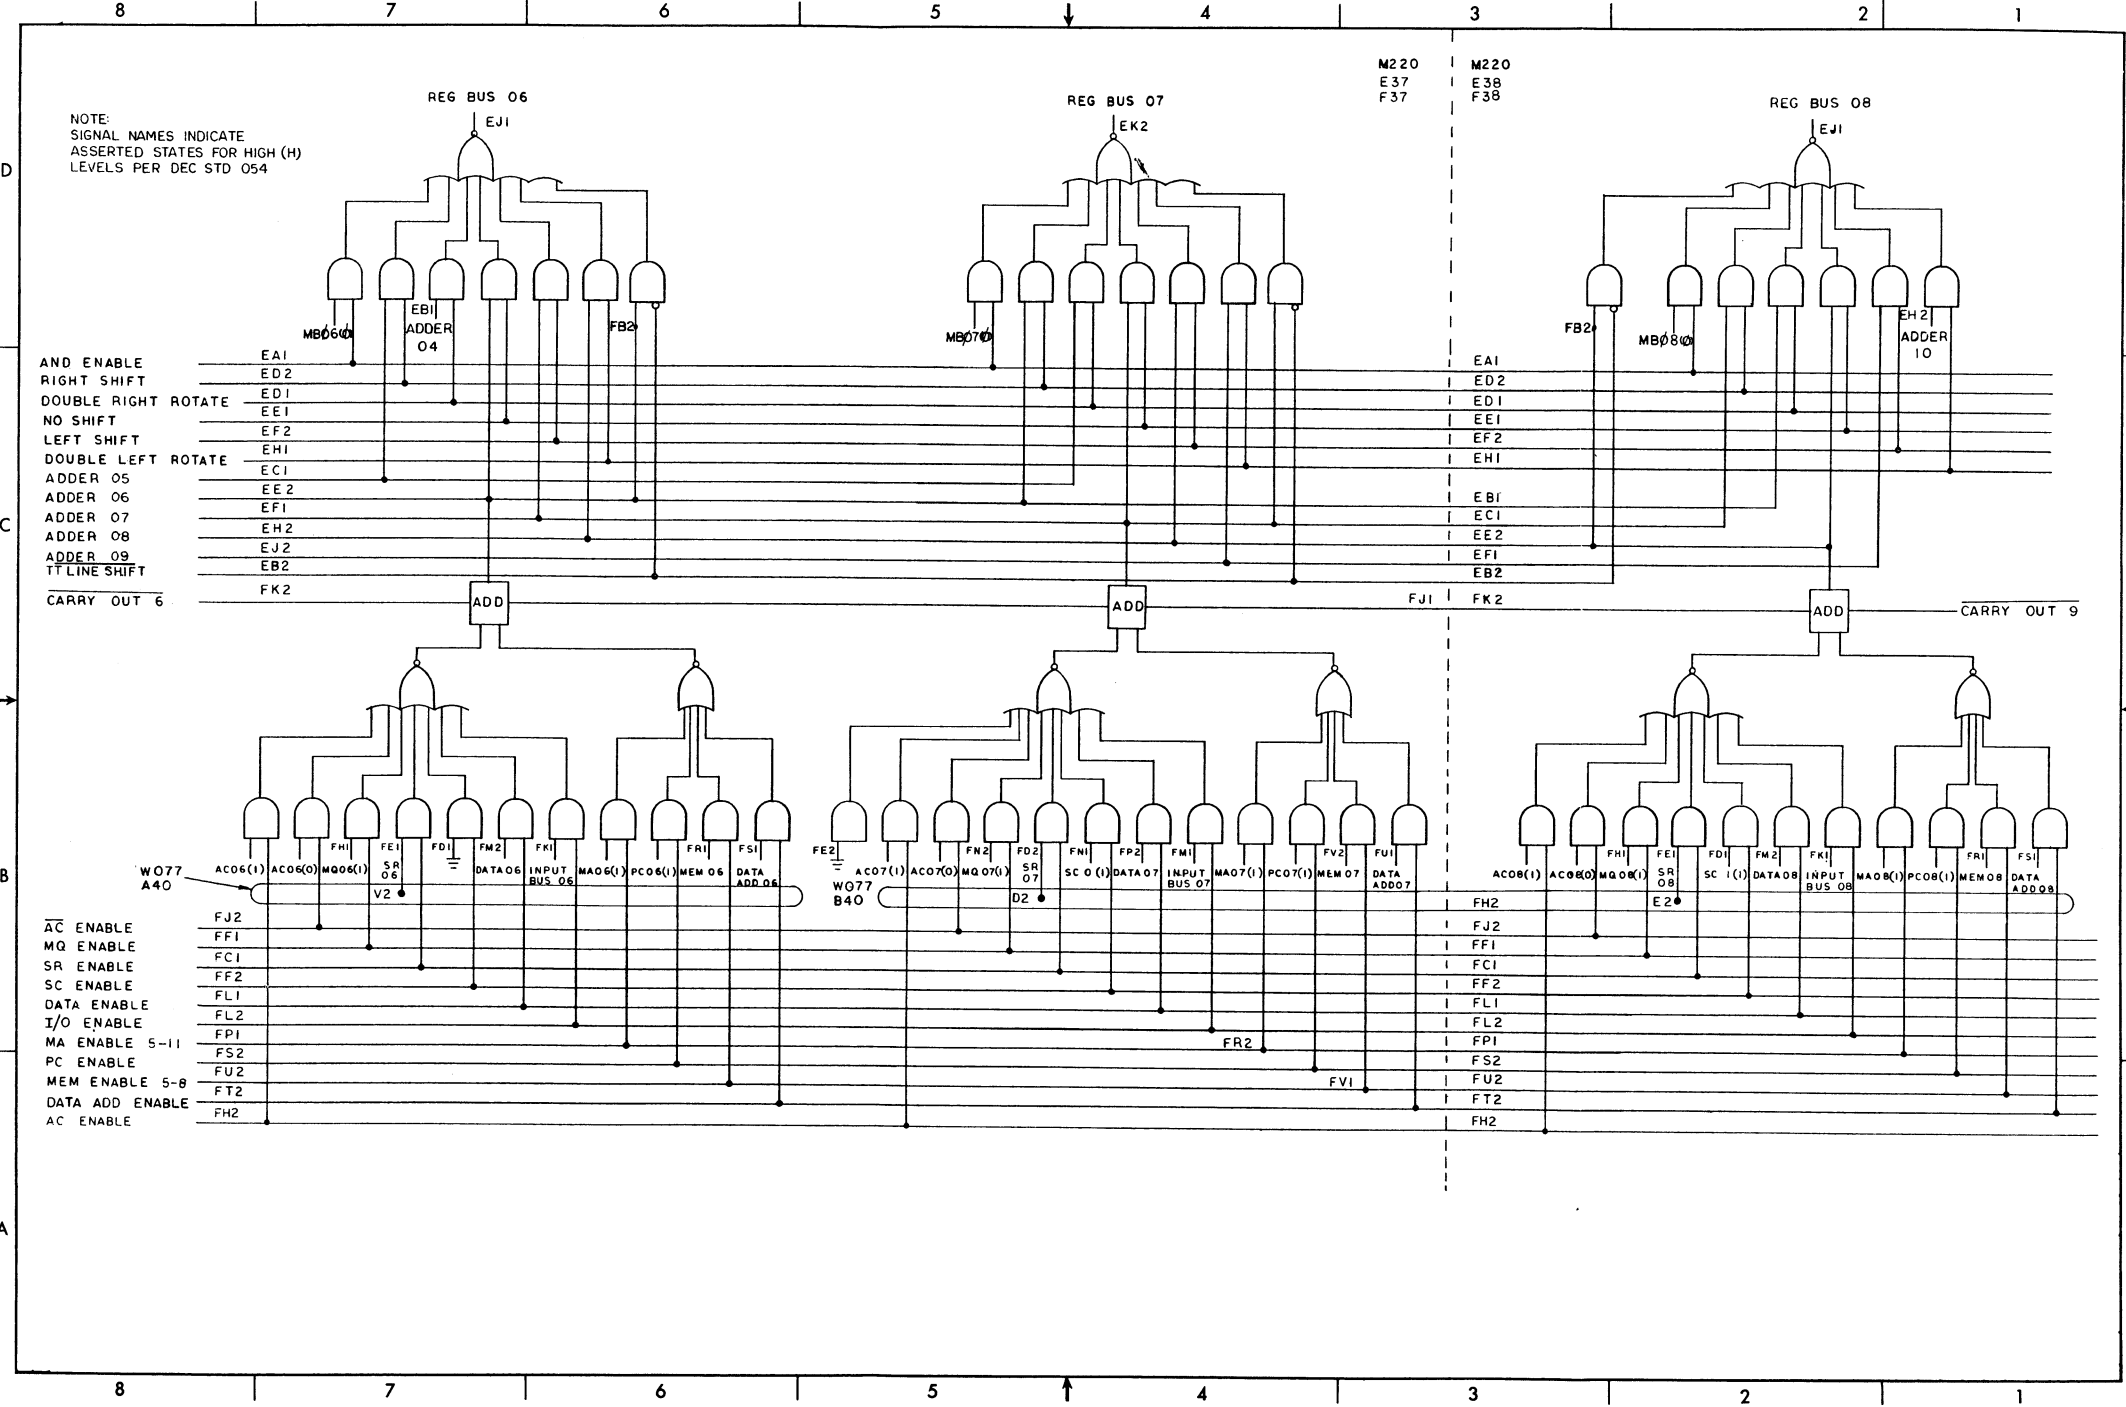 8 7 6 5 4 3 2 1
M220 M220
E37 E38
F37 F38
REG BUS 06 REG BUS 07 REG BUS 08
EJ1 EK2 EJ1
NOTE:
SIGNAL NAMES INDICATE
ASSERTED STATES FOR HIGH (H)
LEVELS PER DEC STD 054
D
EB1 ADDER 04
FB2
FB2
EH2 ADDER 10
AND ENABLE EA1 EA1
RIGHT SHIFT ED2 ED2
DOUBLE RIGHT ROTATE ED1 ED1
NO SHIFT EE1 EE1
LEFT SHIFT EF2 EF2
DOUBLE LEFT ROTATE EH1 EH1
ADDER 05 EC1
ADDER 06 EE2 EB1
ADDER 07 EF1 EC1
C
ADDER 08 EH2 EE2
ADDER 09 EJ2 EF1
TT LINE SHIFT EB2 EB2
CARRY OUT 6 FK2 ADD ADD FJ1 FK2 ADD CARRY OUT 9
B
FH1 FE1 FD1 FM2 FK1 FR1 FS1
AC06(1) AC06(0) MQ06(1) SR 06 DATA06 INPUT BUS 06 MA06(1) PC06(1) MEM 06 DATA ADD 06
W077
A40
V2
FE2 FN2 FD2 FN1 FP2 FM1 FV2 FU1
AC07(1) AC07(0) MQ07(1) SR 07 SC 0 (1) DATA07 INPUT BUS 07 MA07(1) PC07(1) MEM 07 DATA ADD07
W077
B40
D2
FH1 FE1 FD1 FM2 FK1 FR1 FS1
AC08(1) AC08(0) MQ08(1) SR 08 SC 1(1) DATA08 INPUT BUS 08 MA08(1) PC08(1) MEM08 DATA ADD08
FH2 E2
AC ENABLE FJ2 FJ2
MQ ENABLE FF1 FF1
SR ENABLE FC1 FC1
SC ENABLE FF2 FF2
DATA ENABLE FL1 FL1
I/O ENABLE FL2 FL2
MA ENABLE 5-11 FP1 FR2 FP1
PC ENABLE FS2 FS2
MEM ENABLE 5-8 FU2 FV1 FU2
DATA ADD ENABLE FT2 FT2
AC ENABLE FH2 FH2
A
8 7 6 5 4 3 2 1